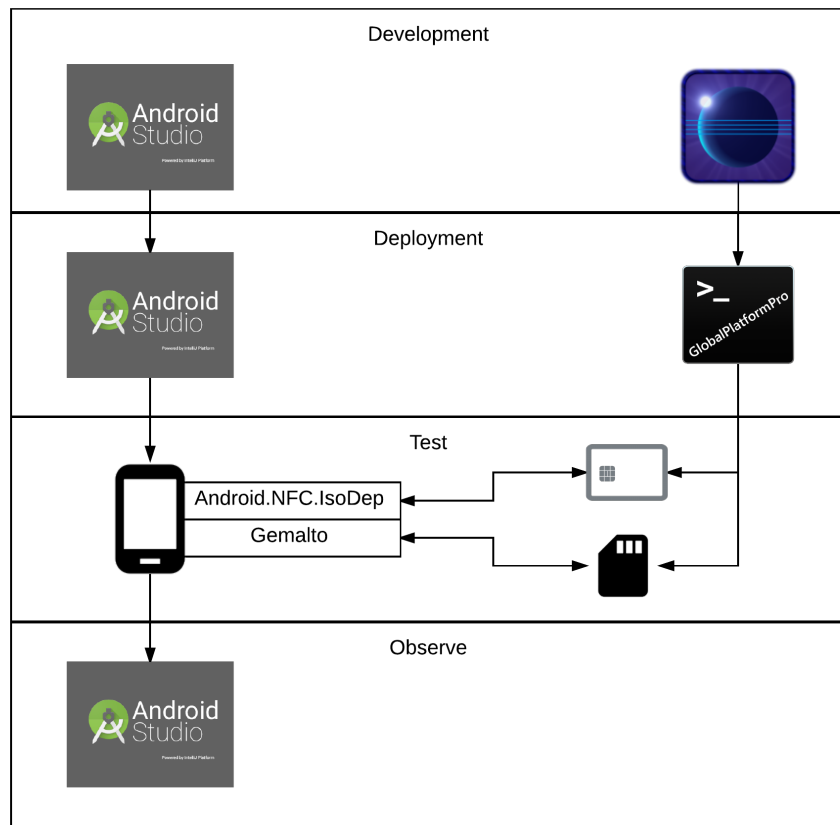 Development
Android
Studio
Powered by IntelliJ Platform
Deployment
Android
Studio
Powered by IntelliJ Platform
>_
GlobalPlatformPro
Test
Android.NFC.IsoDep
Gemalto
Observe
Android
Studio
Powered by IntelliJ Platform